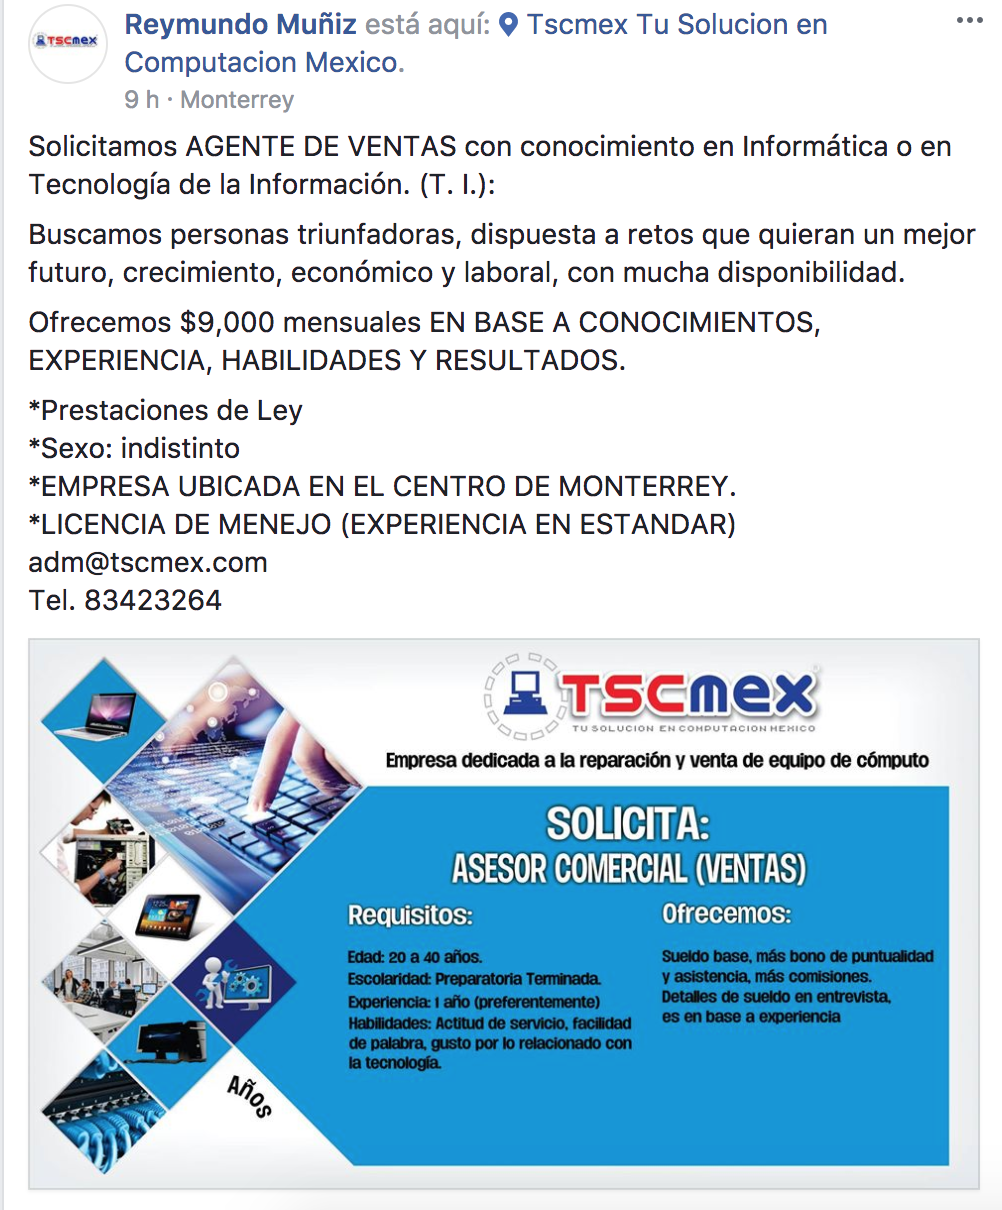 TSCmex
Reymundo Muñiz está aquí: Tscmex Tu Solucion en
Computacion Mexico.
9 h · Monterrey
Solicitamos AGENTE DE VENTAS con conocimiento en Informática o en
Tecnología de la Información. (T. I.):
Buscamos personas triunfadoras, dispuesta a retos que quieran un mejor
futuro, crecimiento, económico y laboral, con mucha disponibilidad.
Ofrecemos $9,000 mensuales EN BASE A CONOCIMIENTOS,
EXPERIENCIA, HABILIDADES Y RESULTADOS.
*Prestaciones de Ley
*Sexo: indistinto
*EMPRESA UBICADA EN EL CENTRO DE MONTERREY.
*LICENCIA DE MENEJO (EXPERIENCIA EN ESTANDAR)
adm@tscmex.com
Tel. 83423264
TSCmex
TU SOLUCION EN COMPUTACION MEXICO
Empresa dedicada a la reparación y venta de equipo de cómputo
SOLICITA:
ASESOR COMERCIAL (VENTAS)
Requisitos:
Edad: 20 a 40 años.
Escolaridad: Preparatoria Terminada.
Experiencia: 1 año (preferentemente)
Habilidades: Actitud de servicio, facilidad
de palabra, gusto por lo relacionado con
la tecnología.
Ofrecemos:
Sueldo base, más bono de puntualidad
y asistencia, más comisiones.
Detalles de sueldo en entrevista,
es en base a experiencia
Años